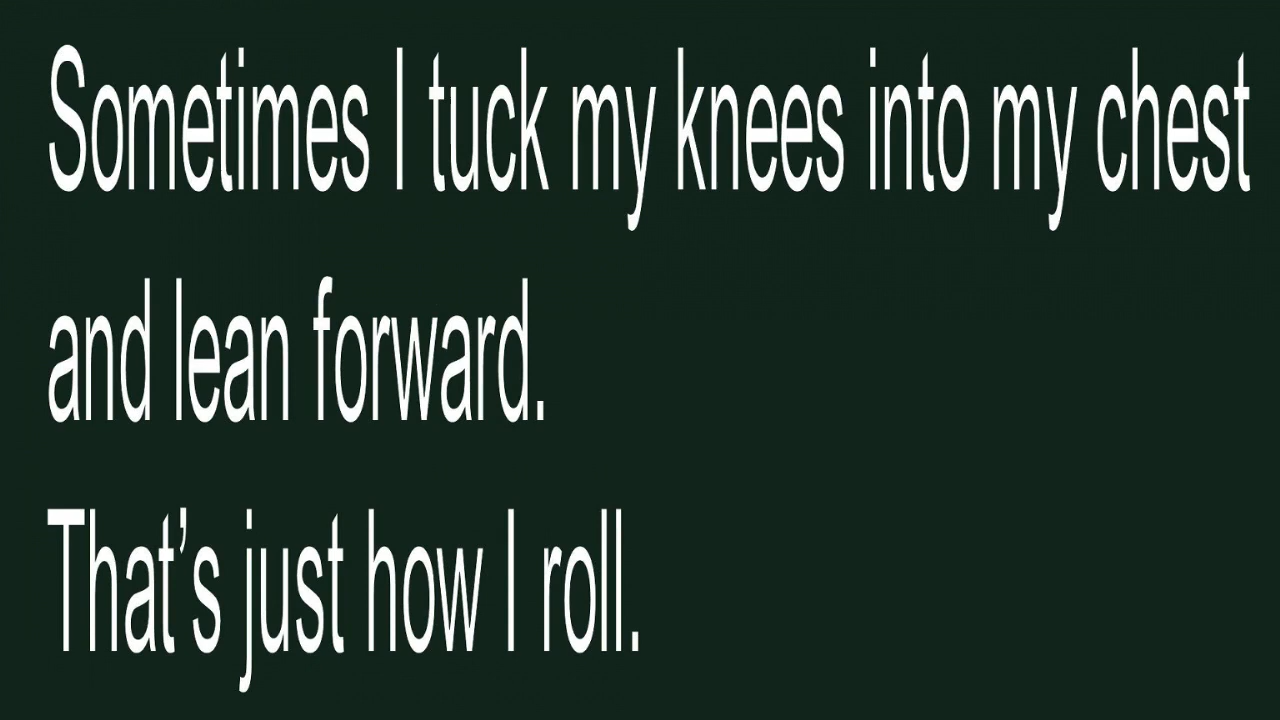 Sometimes I tuck my knees into my chest
and lean forward.
That’s just how I roll.